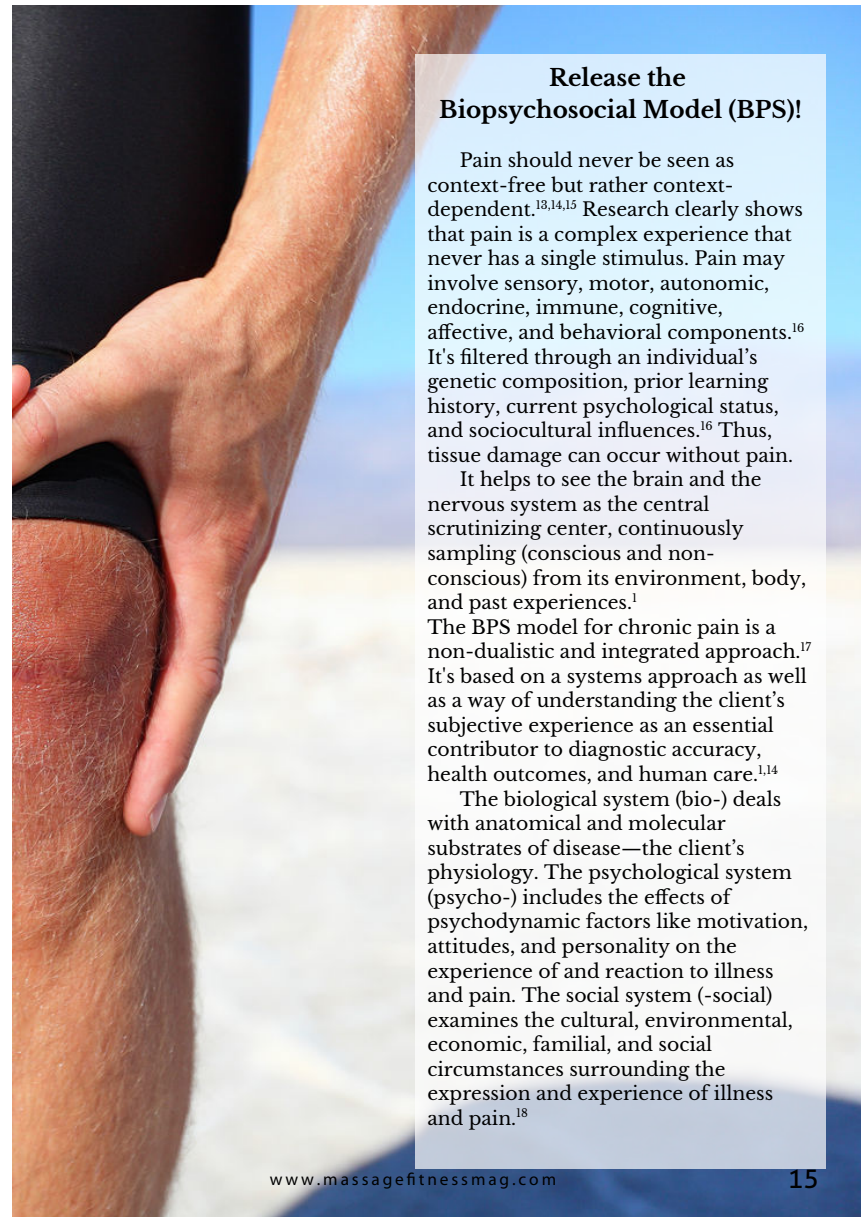 Release the
Biopsychosocial Model (BPS)!
Pain should never be seen as
context-free but rather context-
dependent.13,14,15 Research clearly shows
that pain is a complex experience that
never has a single stimulus. Pain may
involve sensory, motor, autonomic,
endocrine, immune, cognitive,
affective, and behavioral components.16
It's filtered through an individual’s
genetic composition, prior learning
history, current psychological status,
and sociocultural influences.16 Thus,
tissue damage can occur without pain.
It helps to see the brain and the
nervous system as the central
scrutinizing center, continuously
sampling (conscious and non-
conscious) from its environment, body,
and past experiences.1
The BPS model for chronic pain is a
non-dualistic and integrated approach.17
It's based on a systems approach as well
as a way of understanding the client’s
subjective experience as an essential
contributor to diagnostic accuracy,
health outcomes, and human care.1,14
The biological system (bio-) deals
with anatomical and molecular
substrates of disease—the client’s
physiology. The psychological system
(psycho-) includes the effects of
psychodynamic factors like motivation,
attitudes, and personality on the
experience of and reaction to illness
and pain. The social system (-social)
examines the cultural, environmental,
economic, familial, and social
circumstances surrounding the
expression and experience of illness
and pain.18
www.massagefitnessmag.com 15